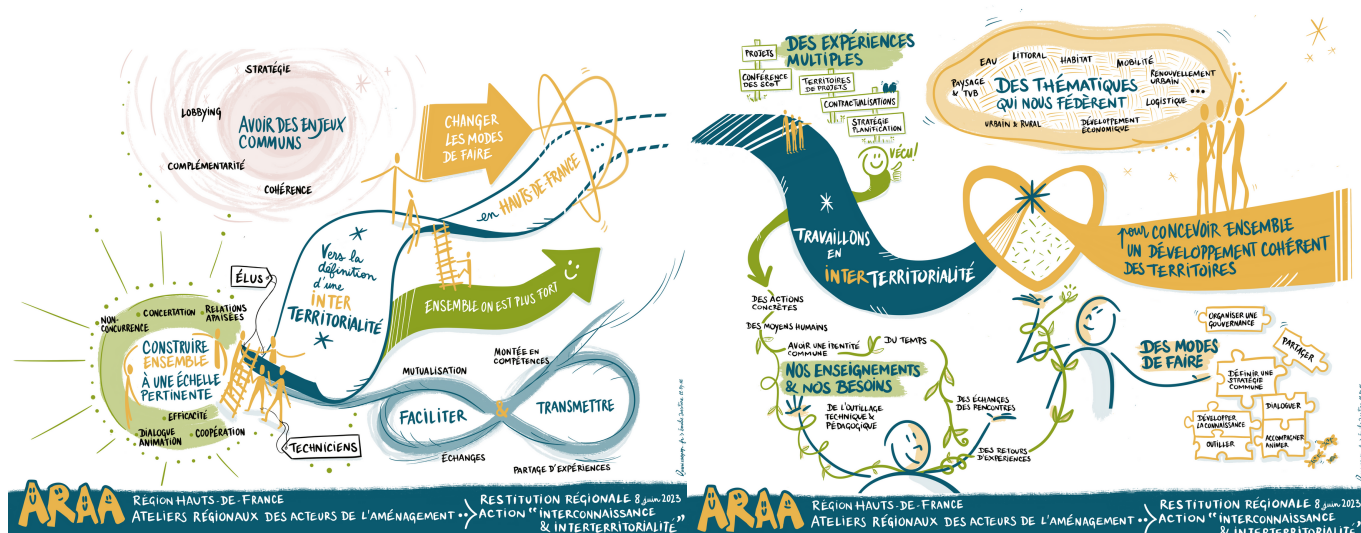 STRATÉGIE
LOBBYING
AVOIR DES ENJEUX
COMMUNS
COMPLÉMENTARITÉ
COHÉRENCE
CHANGER
LES MODES
DE FAIRE
en HAUTS-DE-FRANCE
Vers la
définition
d'une
INTER
TERRITORIALITÉ
ENSEMBLE ON EST PLUS FORT
ÉLUS
NON-
CONCURRENCE
CONCERTATION
RELATIONS
APAISÉES
CONSTRUIRE
ENSEMBLE
À UNE ÉCHELLE
PERTINENTE
EFFICACITÉ
DIALOGUE
ANIMATION
COOPÉRATION
TECHNICIENS
MUTUALISATION
MONTÉE EN
COMPÉTENCES
FACILITER
&
TRANSMETTRE
ÉCHANGES
PARTAGE D'EXPÉRIENCES
ARAA
RÉGION HAUTS-DE-FRANCE
ATELIERS RÉGIONAUX DES ACTEURS DE L'AMÉNAGEMENT
RESTITUTION RÉGIONALE 8 juin 2023
ACTION "INTERCONNAISSANCE
& INTERTERRITORIALITÉ"
PROJETS
CONFÉRENCE
DES SCOT
DES EXPÉRIENCES
MULTIPLES
TERRITOIRES
DE PROJETS
CONTRACTUALISATIONS
STRATÉGIE
PLANIFICATION
VÉCU!
EAU
LITTORAL
HABITAT
MOBILITÉ
PAYSAGE
& TVB
RENOUVELLEMENT
URBAIN
DES THÉMATIQUES
QUI NOUS FÉDÈRENT
LOGISTIQUE
...
URBAIN & RURAL
DÉVELOPPEMENT
ÉCONOMIQUE
TRAVAILLONS
EN
INTERTERRITORIALITÉ
pour CONCEVOIR ENSEMBLE
UN DÉVELOPPEMENT COHÉRENT
DES TERRITOIRES
DES ACTIONS
CONCRÈTES
DES MOYENS HUMAINS
AVOIR UNE IDENTITÉ
COMMUNE
DU TEMPS
NOS ENSEIGNEMENTS
& NOS BESOINS
DE L'OUTILLAGE
TECHNIQUE &
PÉDAGOGIQUE
DES ÉCHANGES
DES RENCONTRES
DES RETOURS
D'EXPÉRIENCES
DES MODES
DE FAIRE
ORGANISER UNE
GOUVERNANCE
PARTAGER
DÉFINIR UNE
STRATÉGIE
COMMUNE
DIALOGUER
DÉVELOPPER
LA CONNAISSANCE
OUTILLER
ACCOMPAGNER
ANIMER
ARAA
RÉGION HAUTS-DE-FRANCE
ATELIERS RÉGIONAUX DES ACTEURS DE L'AMÉNAGEMENT
RESTITUTION RÉGIONALE 8 juin 2023
ACTION "INTERCONNAISSANCE
& INTERTERRITORIALITÉ"